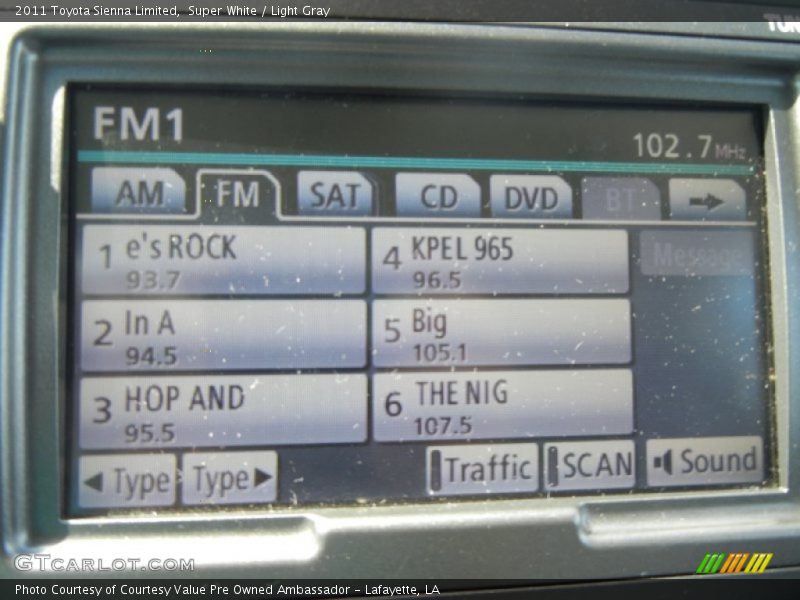 2011 Toyota Sienna Limited, Super White / Light Gray
FM1
102.7 MHz
AM FM SAT CD DVD BT
1 e's ROCK
93.7
4 KPEL 965
96.5
Message
2 In A
94.5
5 Big
105.1
3 HOP AND
95.5
6 THE NIG
107.5
Type Type Traffic SCAN Sound
GTCARLOT.COM
Photo Courtesy of Courtesy Value Pre Owned Ambassador - Lafayette, LA